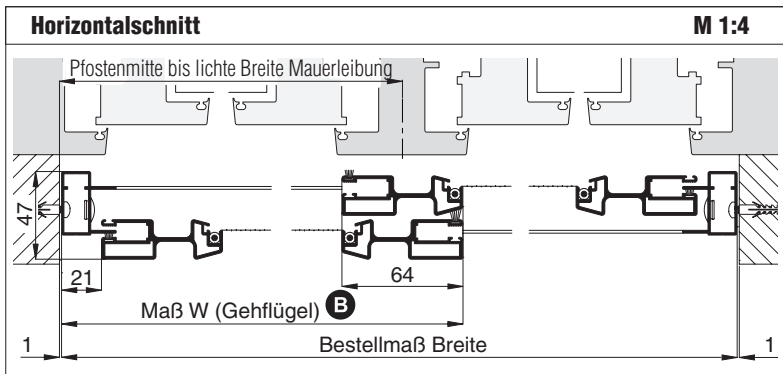 Horizontalschnitt M 1:4
Pfostenmitte bis lichte Breite Mauerleibung
47
21
64
Maß W (Gehflügel) B
1 Bestellmaß Breite 1